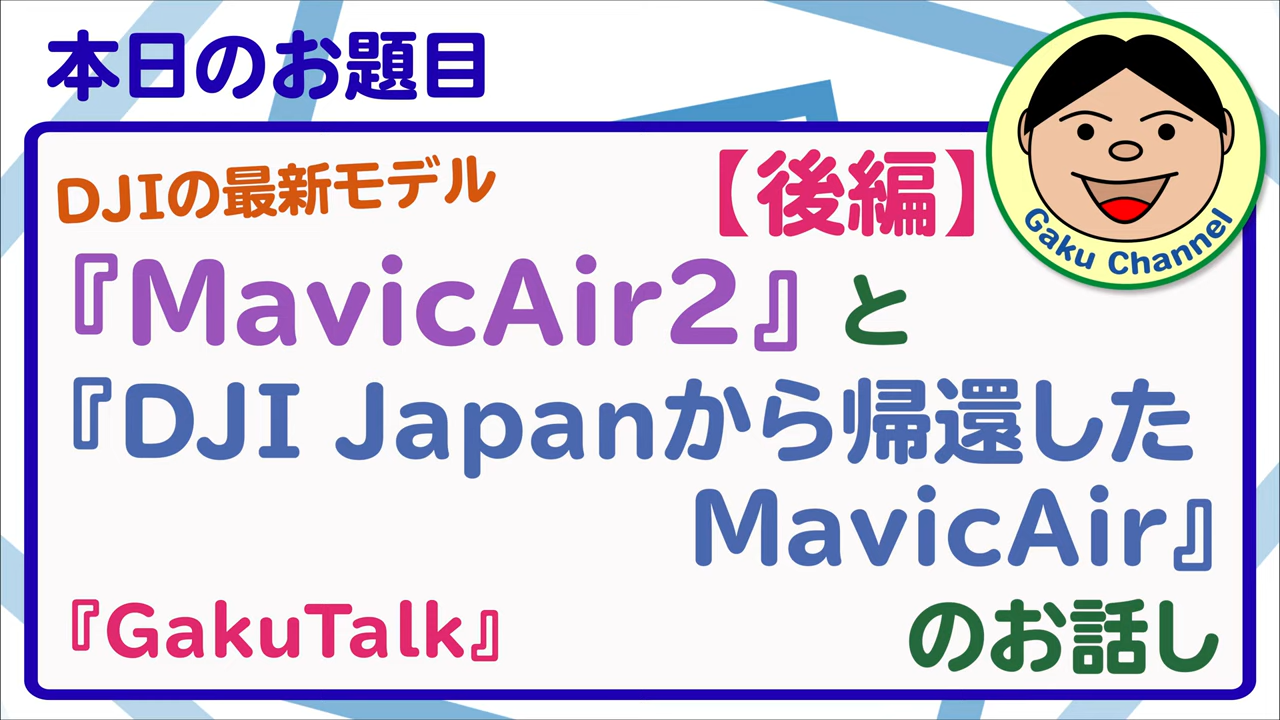 本日のお題目
DJIの最新モデル
【後編】
『MavicAir2』と
『DJI Japanから帰還した
MavicAir』
『GakuTalk』
のお話し
Gaku Channel